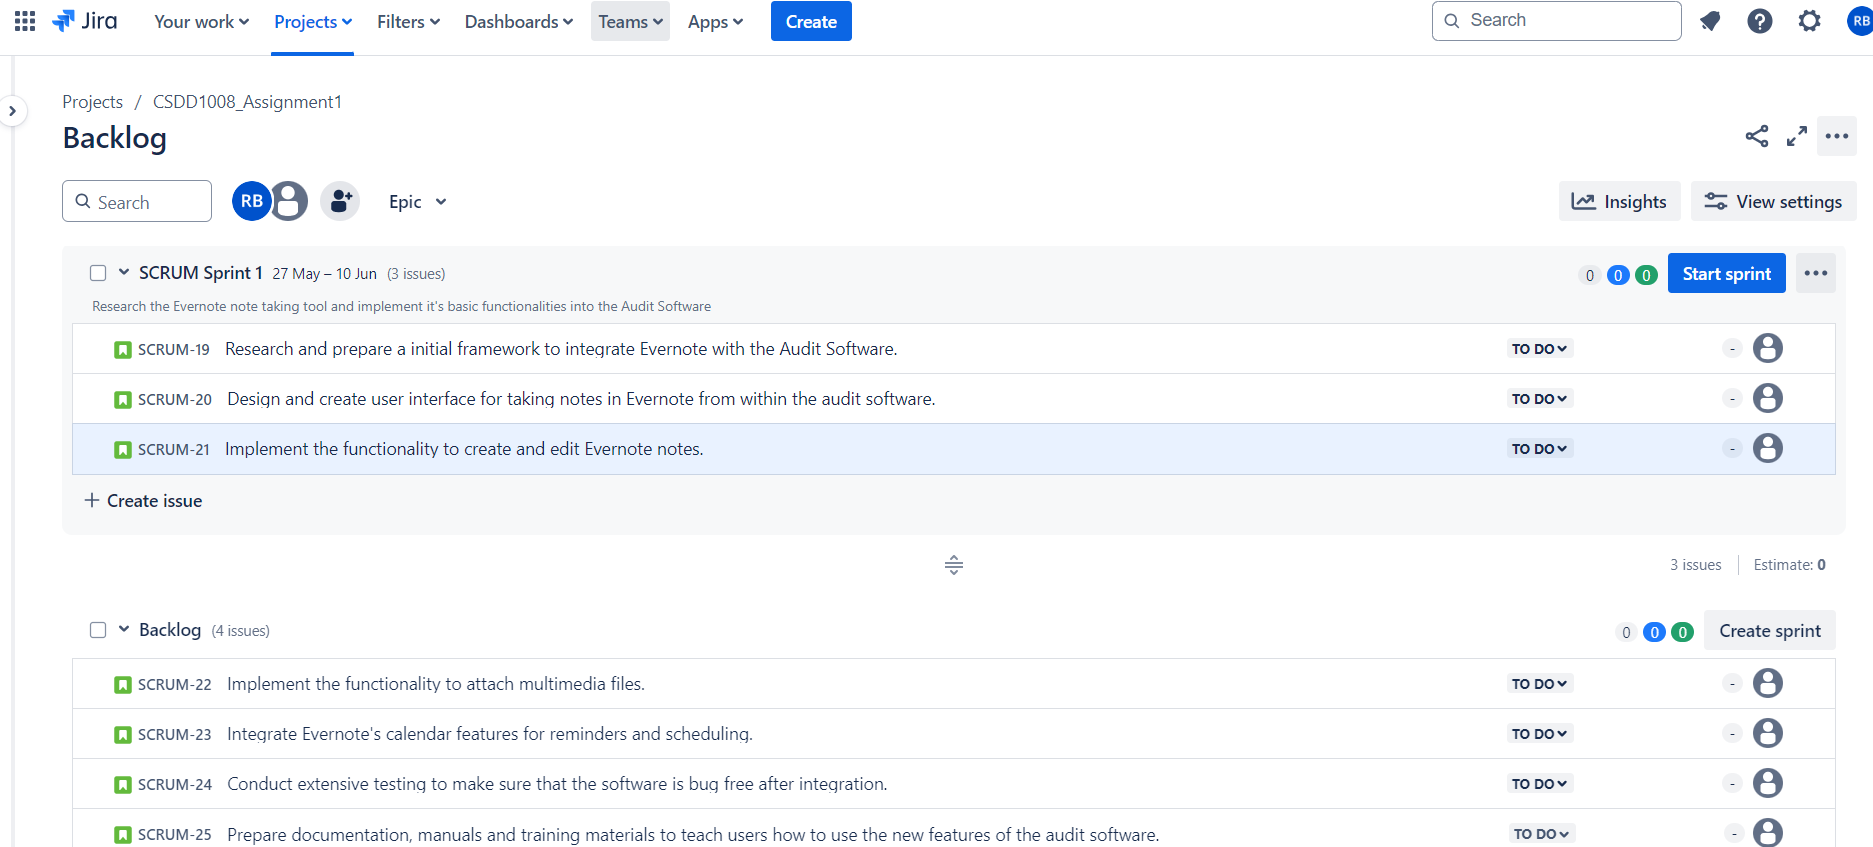 Jira Your work Projects Filters Dashboards Teams Apps Create Search RB
Projects / CSDD1008_Assignment1
Backlog
Search RB Epic Insights View settings
SCRUM Sprint 1 27 May – 10 Jun (3 issues) 0 0 0 Start sprint
Research the Evernote note taking tool and implement it's basic functionalities into the Audit Software
SCRUM-19 Research and prepare a initial framework to integrate Evernote with the Audit Software. TO DO -
SCRUM-20 Design and create user interface for taking notes in Evernote from within the audit software. TO DO -
SCRUM-21 Implement the functionality to create and edit Evernote notes. TO DO -
+ Create issue
3 issues Estimate: 0
Backlog (4 issues) 0 0 0 Create sprint
SCRUM-22 Implement the functionality to attach multimedia files. TO DO -
SCRUM-23 Integrate Evernote's calendar features for reminders and scheduling. TO DO -
SCRUM-24 Conduct extensive testing to make sure that the software is bug free after integration. TO DO -
SCRUM-25 Prepare documentation, manuals and training materials to teach users how to use the new features of the audit software. TO DO -